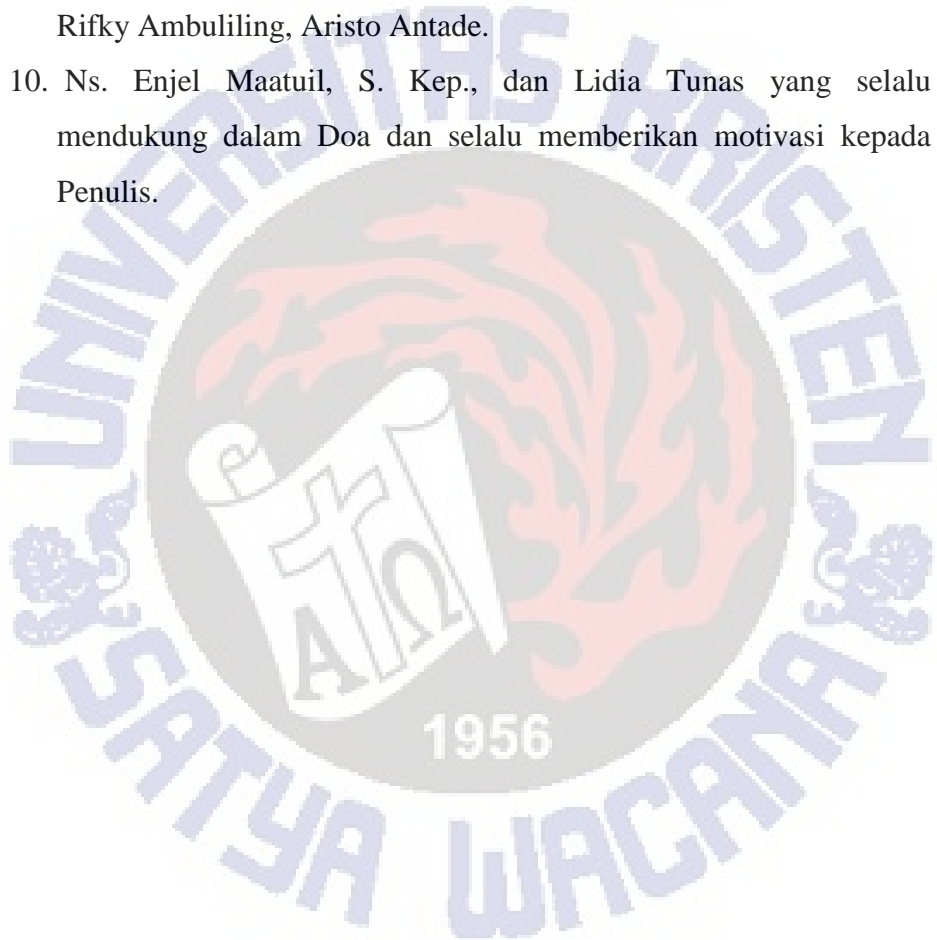 Rifky Ambuliling, Aristo Antade.
10. Ns. Enjel Maatuil, S. Kep., dan Lidia Tunas yang selalu
mendukung dalam Doa dan selalu memberikan motivasi kepada
Penulis.
UNIVERSITAS KRISTEN
Α Ω
1956
SATYA WACANA